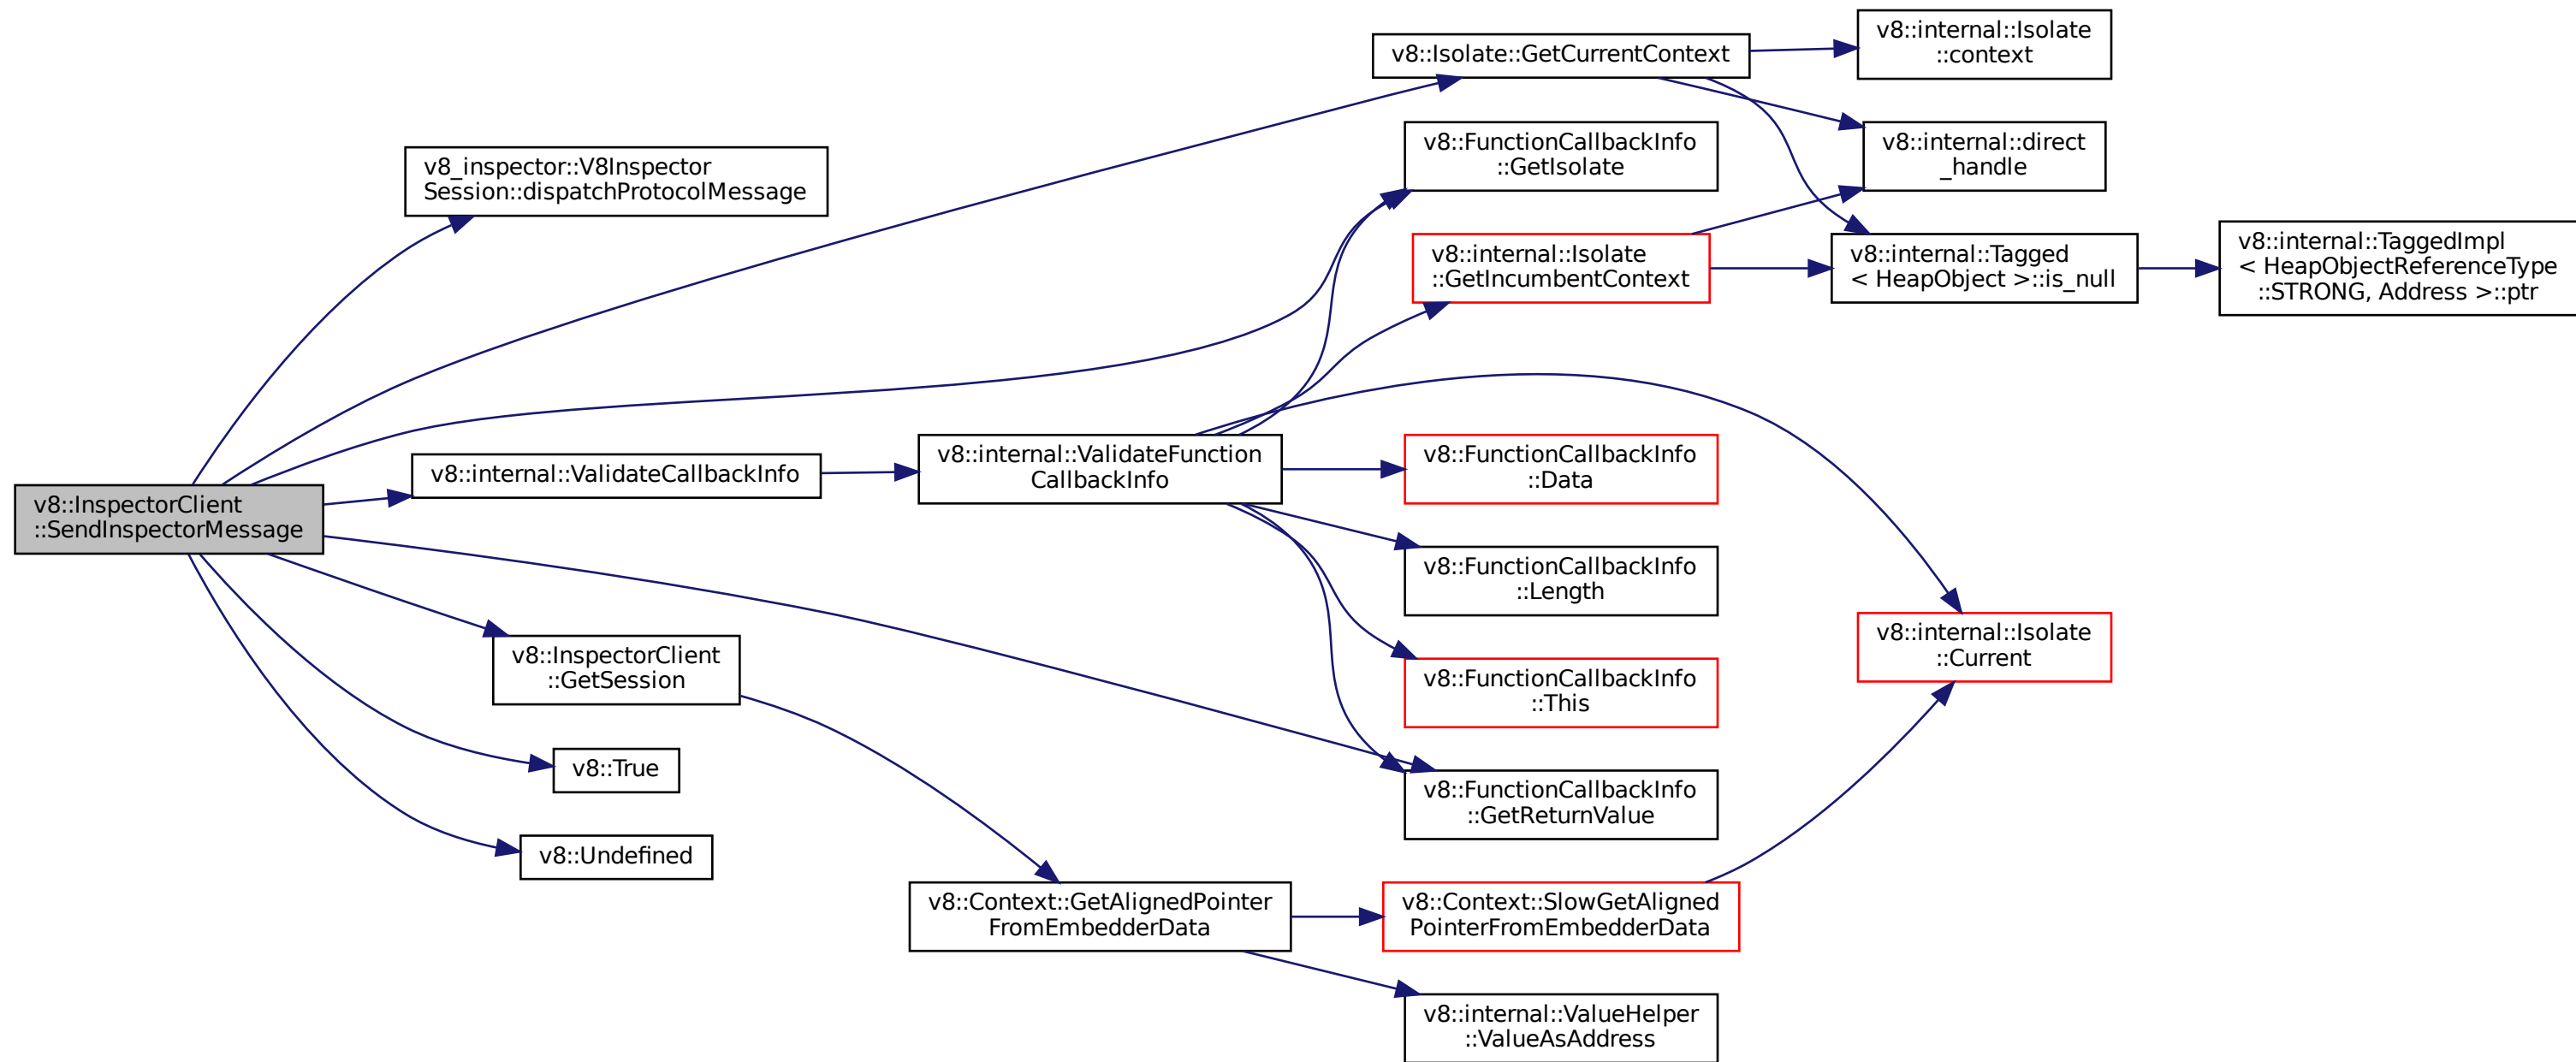 v8::InspectorClient
::SendInspectorMessage
v8_inspector::V8Inspector
Session::dispatchProtocolMessage
v8::internal::ValidateCallbackInfo
v8::InspectorClient
::GetSession
v8::True
v8::Undefined
v8::internal::ValidateFunction
CallbackInfo
v8::Context::GetAlignedPointer
FromEmbedderData
v8::Isolate::GetCurrentContext
v8::FunctionCallbackInfo
::GetIsolate
v8::internal::Isolate
::GetIncumbentContext
v8::FunctionCallbackInfo
::Data
v8::FunctionCallbackInfo
::Length
v8::FunctionCallbackInfo
::This
v8::FunctionCallbackInfo
::GetReturnValue
v8::Context::SlowGetAligned
PointerFromEmbedderData
v8::internal::ValueHelper
::ValueAsAddress
v8::internal::Isolate
::context
v8::internal::direct
_handle
v8::internal::Tagged
< HeapObject >::is_null
v8::internal::Isolate
::Current
v8::internal::TaggedImpl
< HeapObjectReferenceType
::STRONG, Address >::ptr